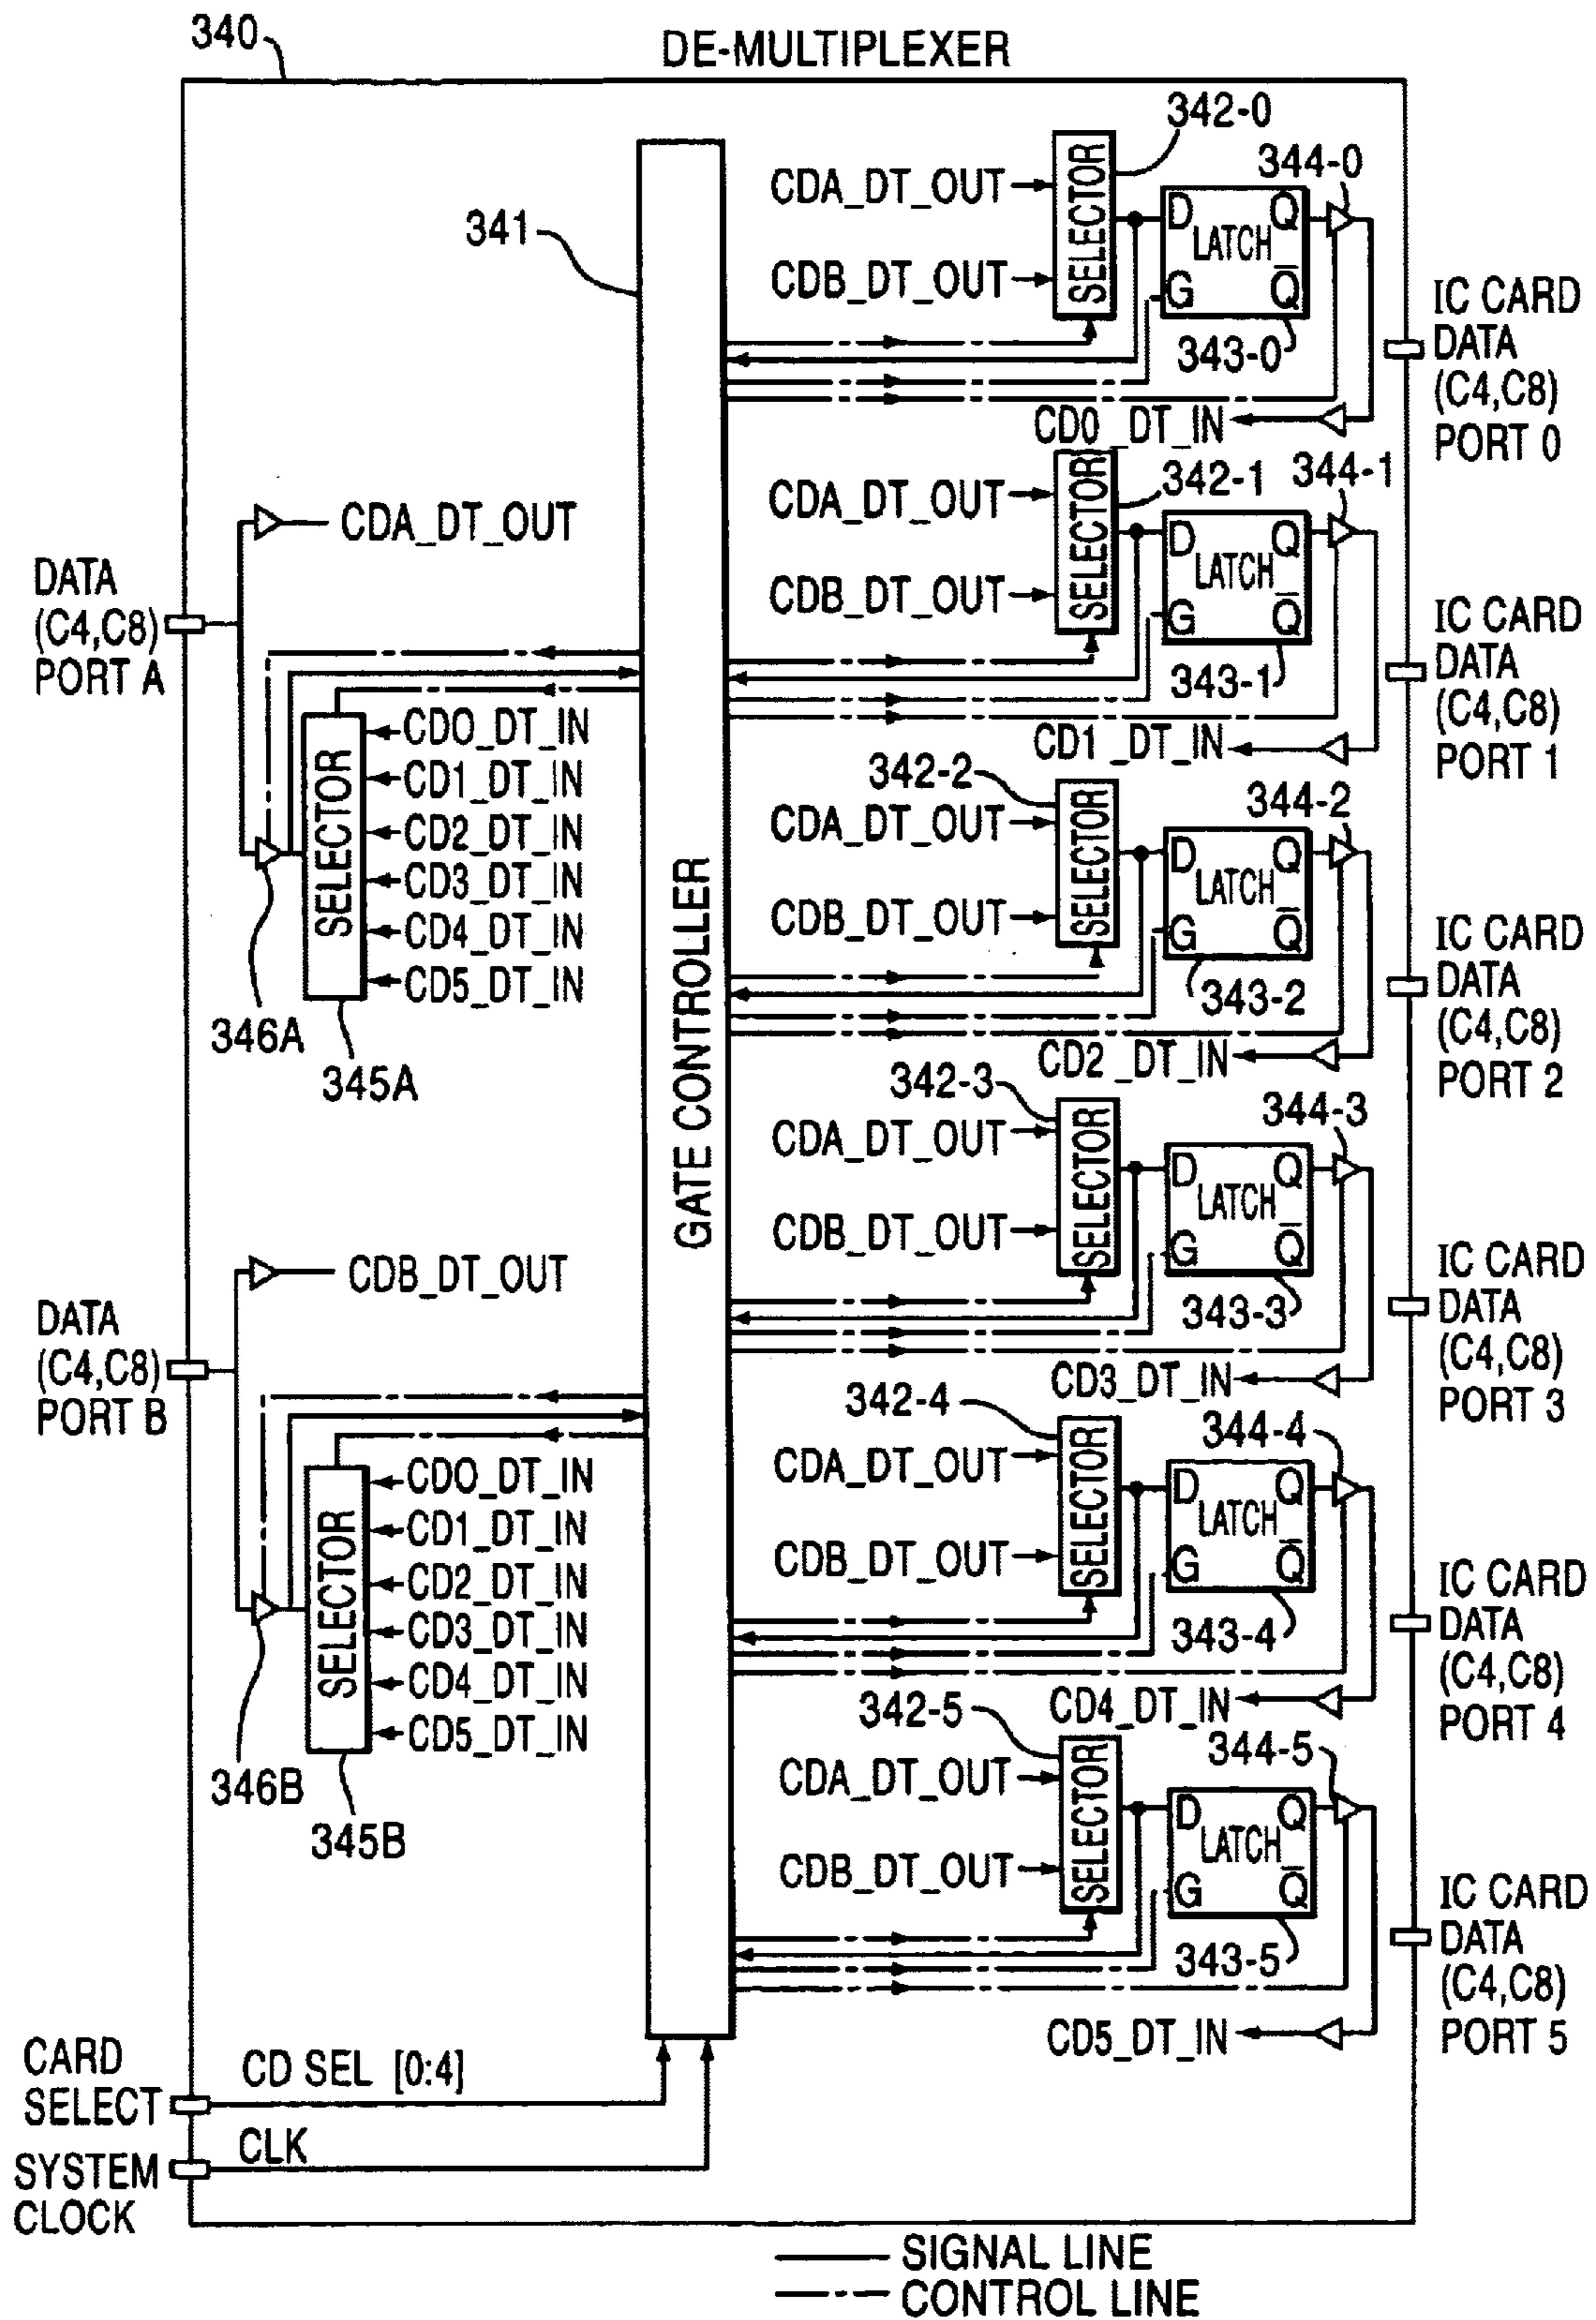 340
DE-MULTIPLEXER
342-0
344-0
CDA_DT_OUT
SELECTOR
D
Q
LATCH
CDB_DT_OUT
G
Q̅
343-0
IC CARD
DATA
(C4,C8)
PORT 0
CD0_DT_IN
341
GATE CONTROLLER
342-1
344-1
CDA_DT_OUT
SELECTOR
D
Q
LATCH
CDB_DT_OUT
G
Q̅
343-1
IC CARD
DATA
(C4,C8)
PORT 1
CD1_DT_IN
CDA_DT_OUT
DATA
(C4,C8)
PORT A
SELECTOR
CDO_DT_IN
CD1_DT_IN
CD2_DT_IN
CD3_DT_IN
CD4_DT_IN
CD5_DT_IN
346A
345A
342-2
344-2
CDA_DT_OUT
SELECTOR
D
Q
LATCH
CDB_DT_OUT
G
Q̅
343-2
IC CARD
DATA
(C4,C8)
PORT 2
CD2_DT_IN
342-3
344-3
CDA_DT_OUT
SELECTOR
D
Q
LATCH
CDB_DT_OUT
G
Q̅
343-3
IC CARD
DATA
(C4,C8)
PORT 3
CD3_DT_IN
CDB_DT_OUT
DATA
(C4,C8)
PORT B
SELECTOR
CDO_DT_IN
CD1_DT_IN
CD2_DT_IN
CD3_DT_IN
CD4_DT_IN
CD5_DT_IN
346B
345B
342-4
344-4
CDA_DT_OUT
SELECTOR
D
Q
LATCH
CDB_DT_OUT
G
Q̅
343-4
IC CARD
DATA
(C4,C8)
PORT 4
CD4_DT_IN
342-5
344-5
CDA_DT_OUT
SELECTOR
D
Q
LATCH
CDB_DT_OUT
G
Q̅
343-5
IC CARD
DATA
(C4,C8)
PORT 5
CD5_DT_IN
CARD
SELECT
CD SEL [0:4]
SYSTEM
CLOCK
CLK
SIGNAL LINE
CONTROL LINE